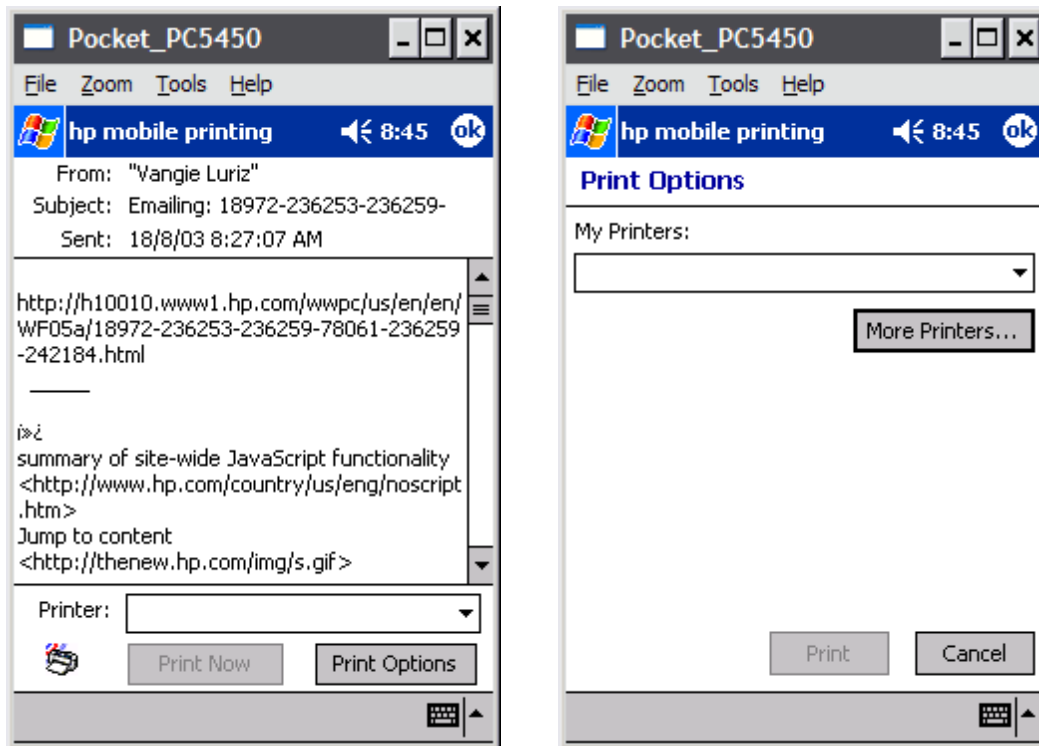 Pocket_PC5450
File Zoom Tools Help
hp mobile printing 8:45 ok
From: "Vangie Luriz"
Subject: Emailing: 18972-236253-236259-
Sent: 18/8/03 8:27:07 AM
http://h10010.www1.hp.com/wwpc/us/en/en/
WF05a/18972-236253-236259-78061-236259
-242184.html
ï»¿
summary of site-wide JavaScript functionality
<http://www.hp.com/country/us/eng/noscript
.htm>
Jump to content
<http://thenew.hp.com/img/s.gif>
Printer:
Print Now Print Options
Pocket_PC5450
File Zoom Tools Help
hp mobile printing 8:45 ok
Print Options
My Printers:
More Printers...
Print Cancel